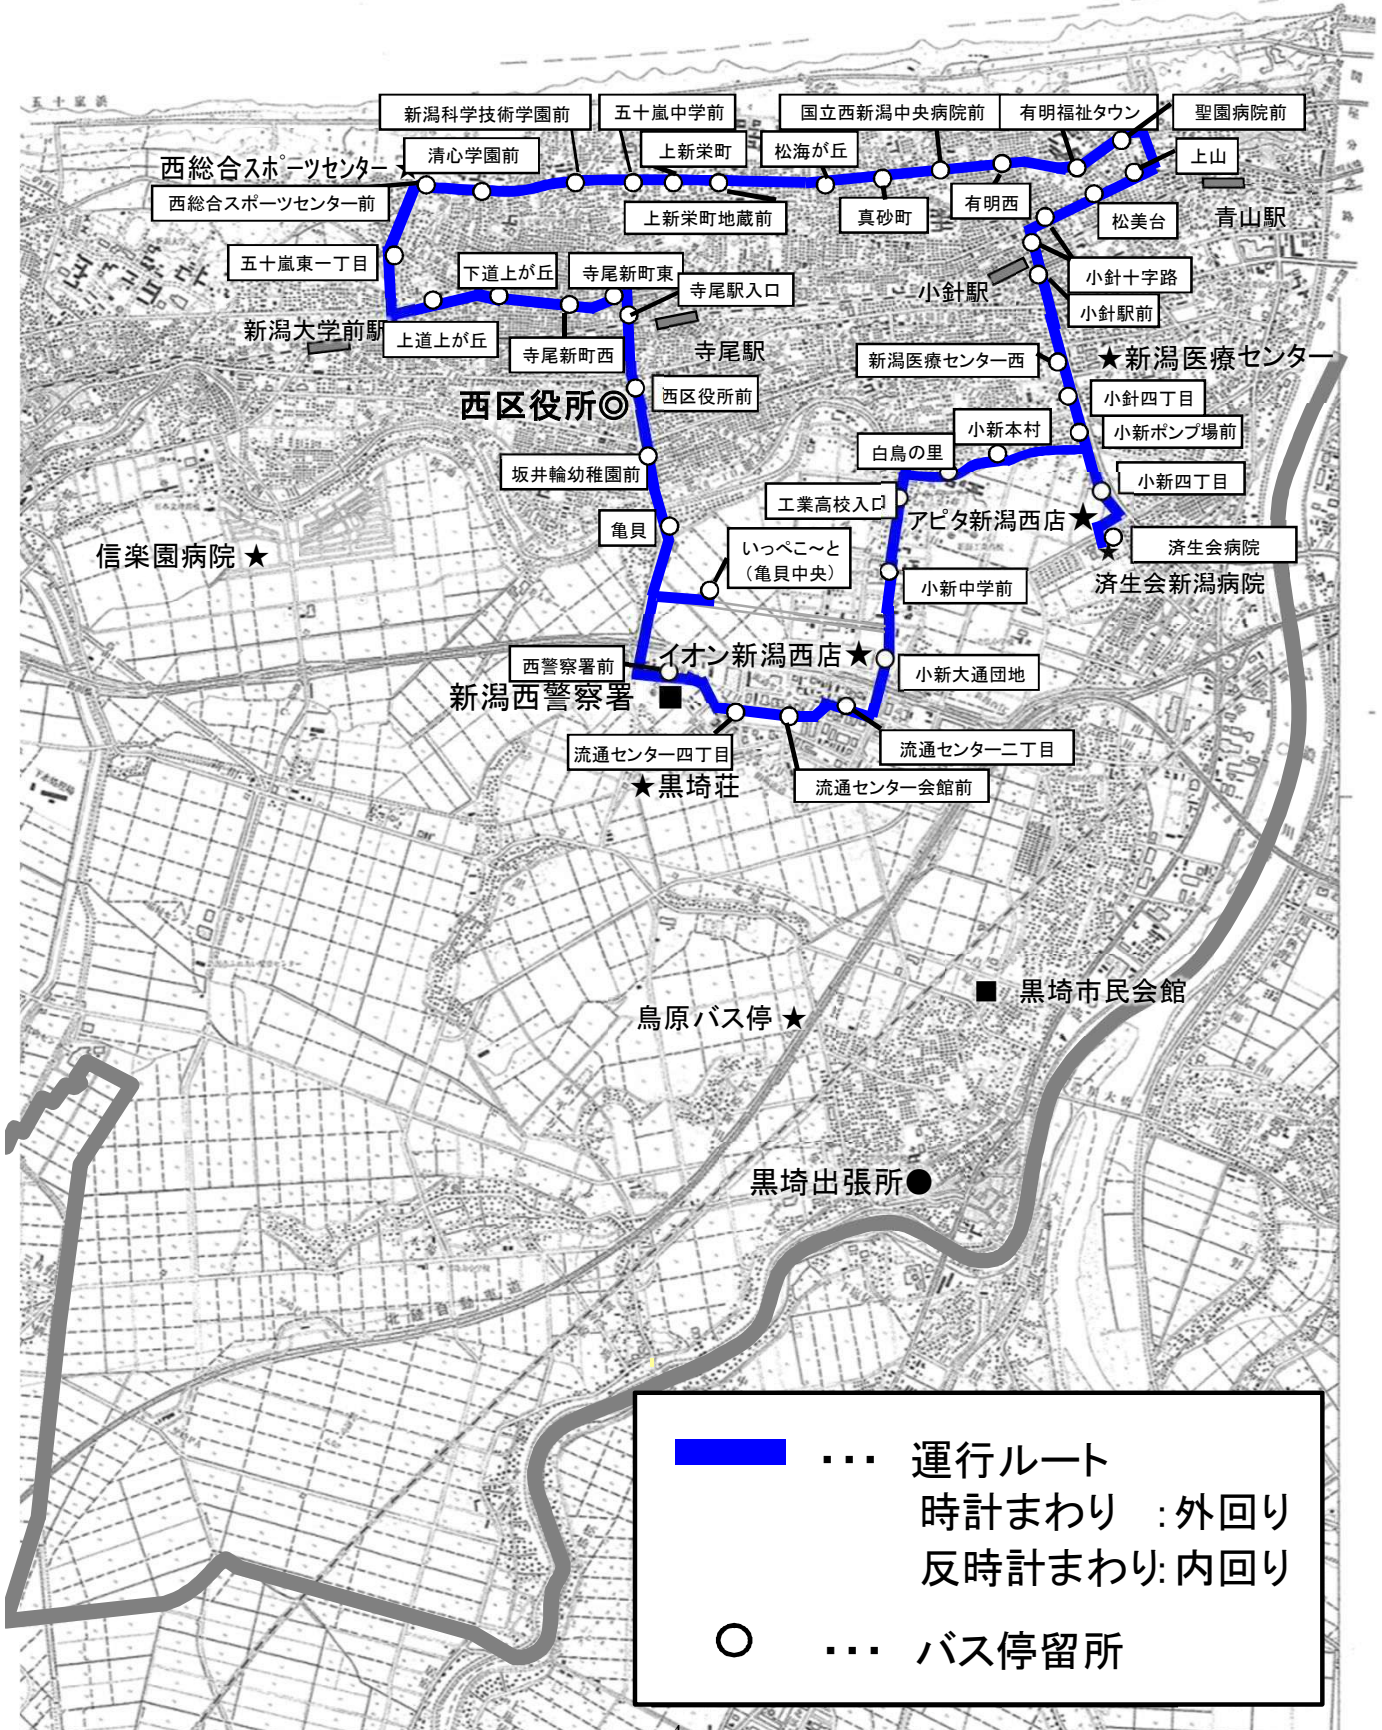 五十嵐浜
新潟科学技術学園前
五十嵐中学前
国立西新潟中央病院前
有明福祉タウン
聖園病院前
西総合スポーツセンター★
清心学園前
上新栄町
松海が丘
上山
西総合スポーツセンター前
上新栄町地蔵前
真砂町
有明西
松美台
青山駅
五十嵐東一丁目
下道上が丘
寺尾新町東
寺尾駅入口
小針駅
小針十字路
小針駅前
新潟大学前駅
上道上が丘
寺尾新町西
寺尾駅
新潟医療センター西
★新潟医療センター
西区役所◎
西区役所前
小針四丁目
小新本村
小新ポンプ場前
白鳥の里
坂井輪幼稚園前
小新四丁目
工業高校入口
アピタ新潟西店★
亀貝
いっぺこ～と
（亀貝中央）
済生会病院
信楽園病院★
小新中学前
★
済生会新潟病院
西警察署前
イオン新潟西店★
小新大通団地
新潟西警察署 ■
流通センター四丁目
流通センター二丁目
★黒埼荘
流通センター会館前
■ 黒埼市民会館
鳥原バス停★
黒埼出張所●
北陸自動車道
･･･ 運行ルート
時計まわり ：外回り
反時計まわり：内回り
･･･ バス停留所